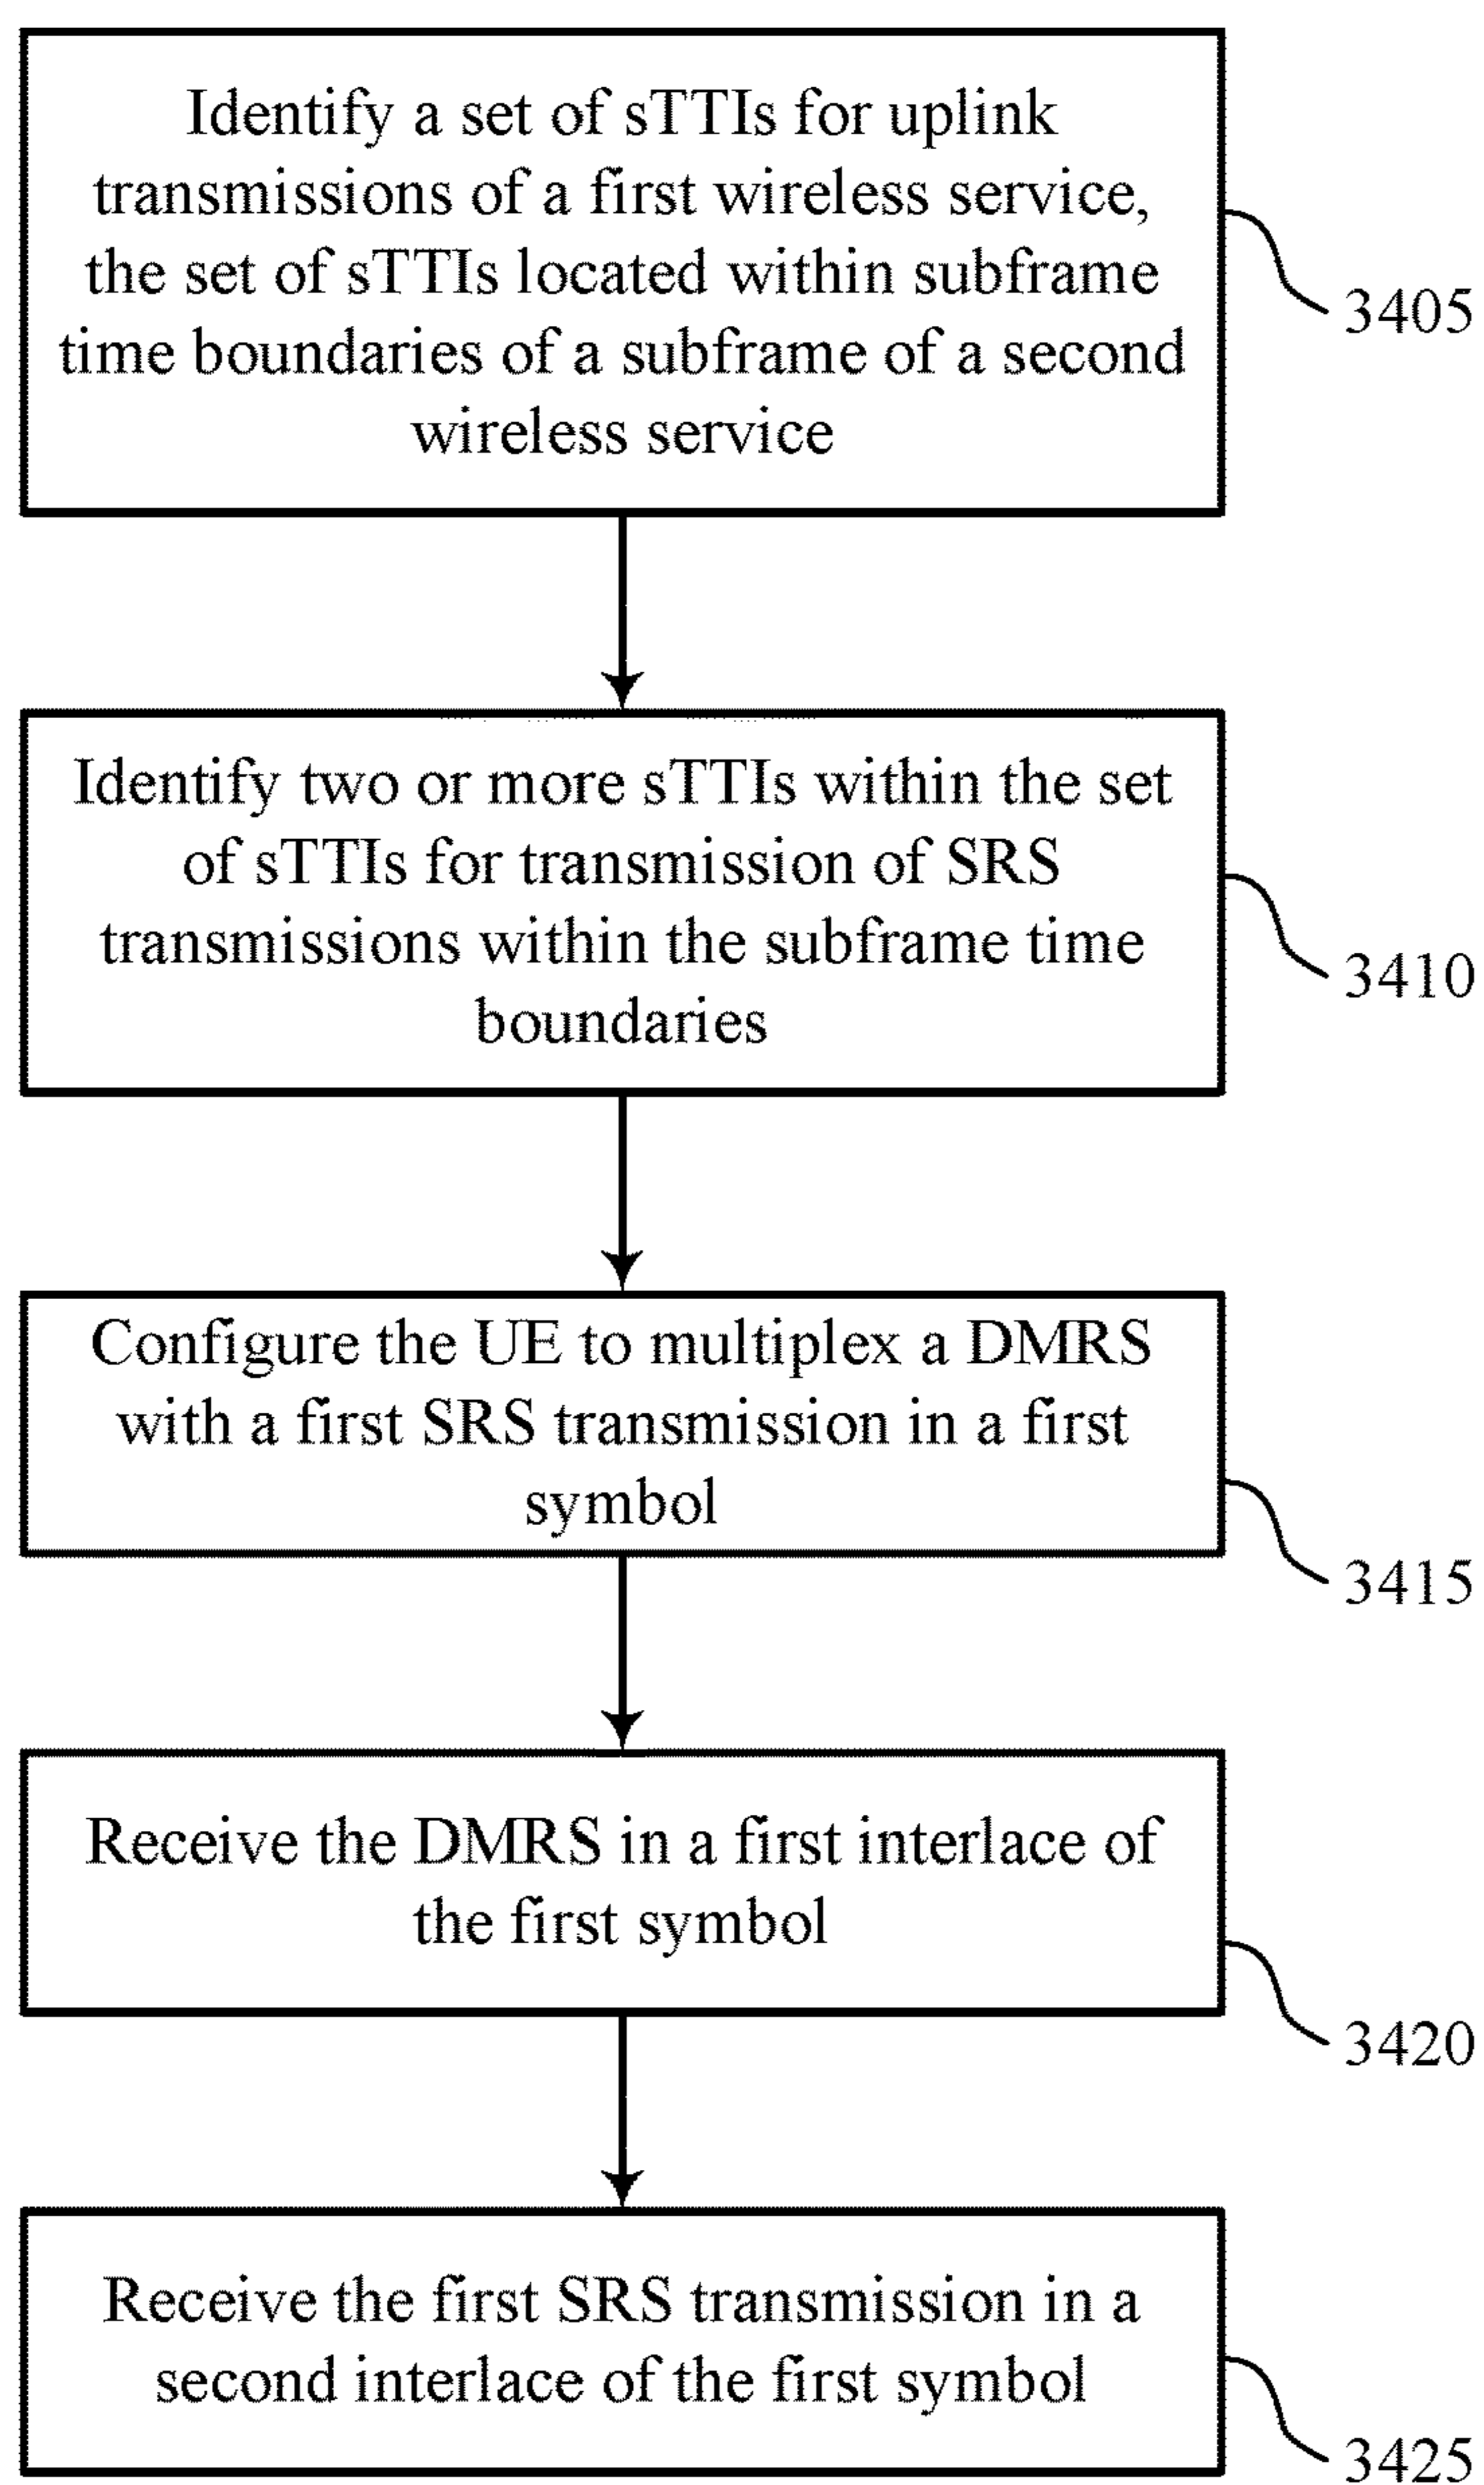 Identify a set of sTTIs for uplink
transmissions of a first wireless service,
the set of sTTIs located within subframe
time boundaries of a subframe of a second
wireless service
3405
Identify two or more sTTIs within the set
of sTTIs for transmission of SRS
transmissions within the subframe time
boundaries
3410
Configure the UE to multiplex a DMRS
with a first SRS transmission in a first
symbol
3415
Receive the DMRS in a first interlace of
the first symbol
3420
Receive the first SRS transmission in a
second interlace of the first symbol
3425